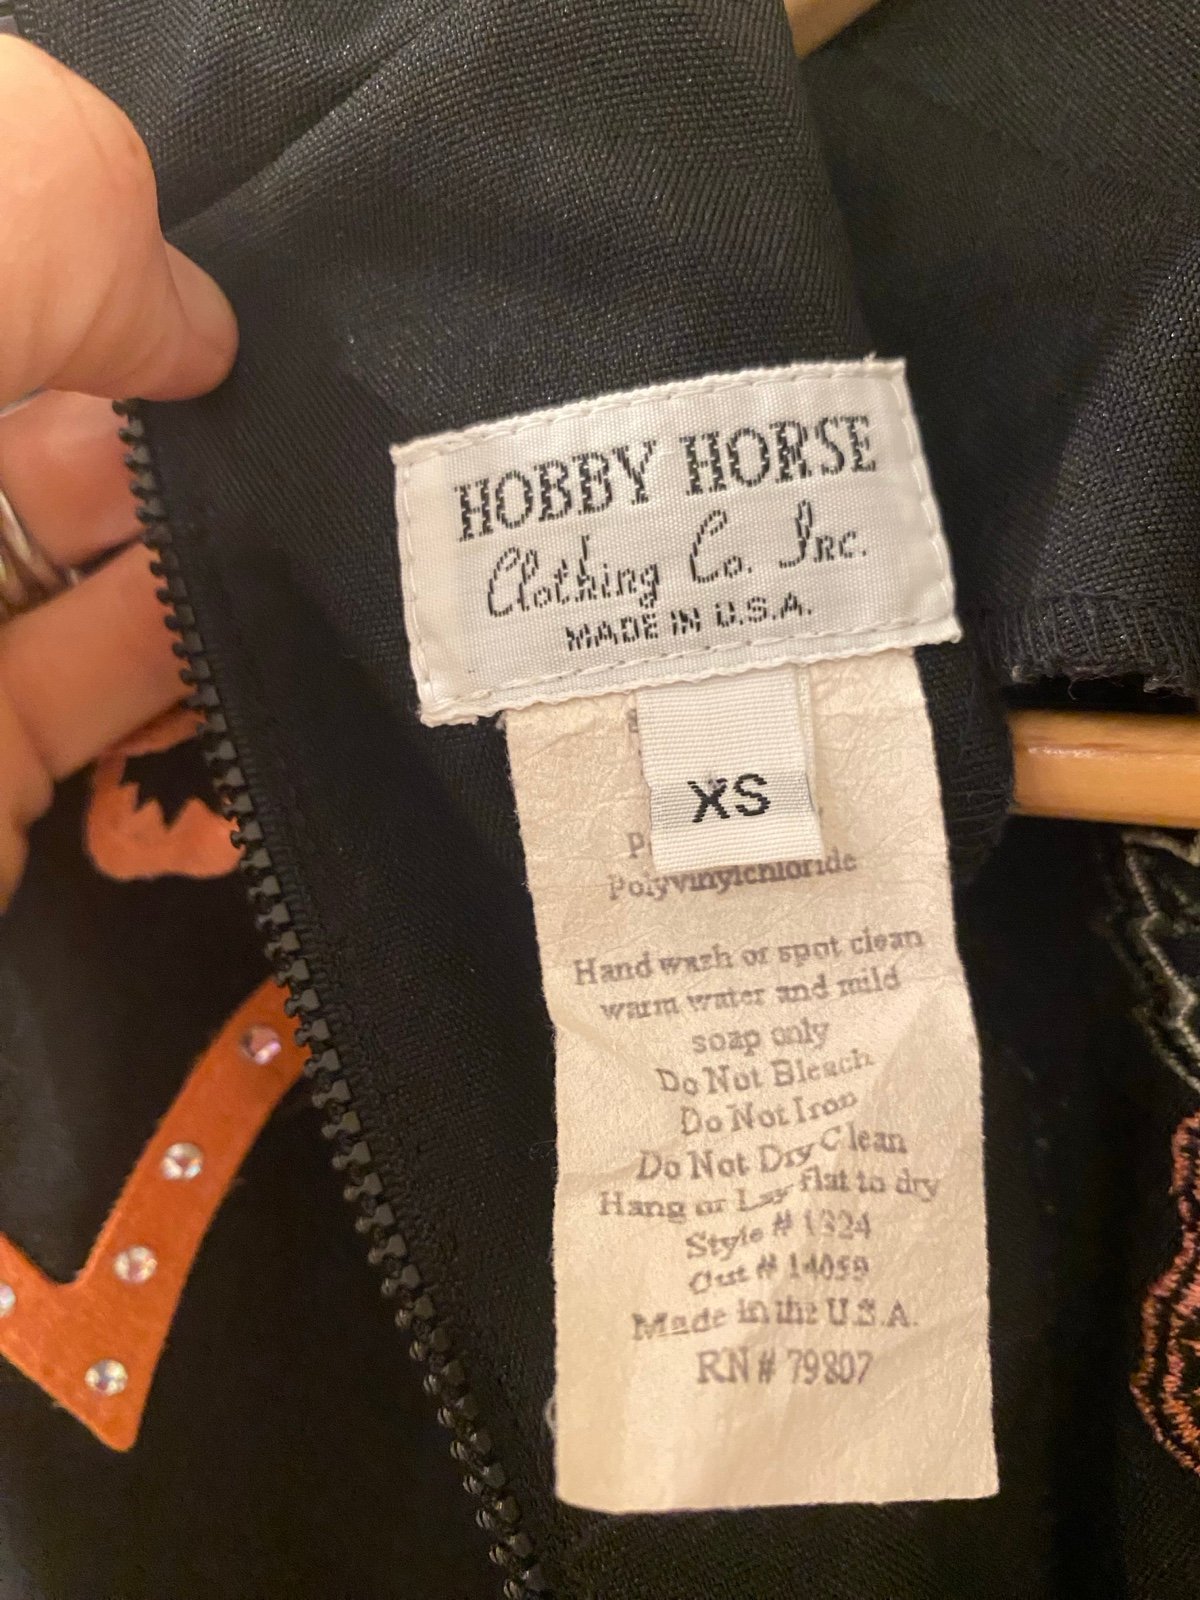 HOBBY HORSE
Clothing Co. Inc.
MADE IN U.S.A.
XS
Polyvinylchloride
Hand wash or spot clean
warm water and mild
soap only
Do Not Bleach
Do Not Iron
Do Not Dry Clean
Hang or Lay flat to dry
Style # 1324
Cut # 14059
Made in the U.S.A.
RN # 79807